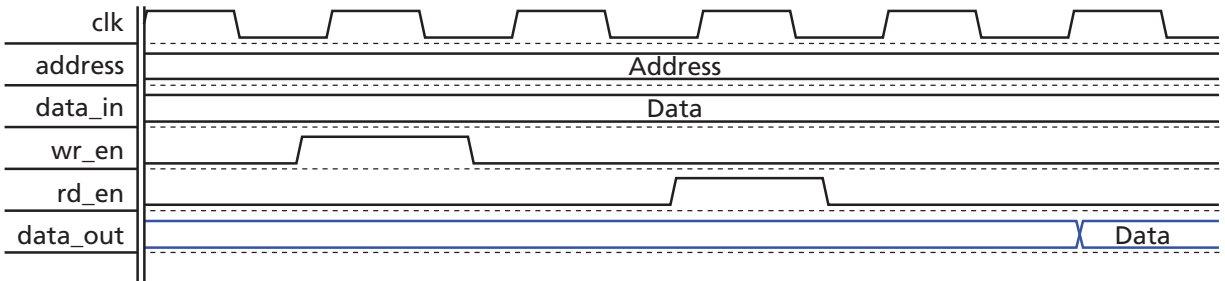 clk
address Address
data_in Data
wr_en
rd_en
data_out Data